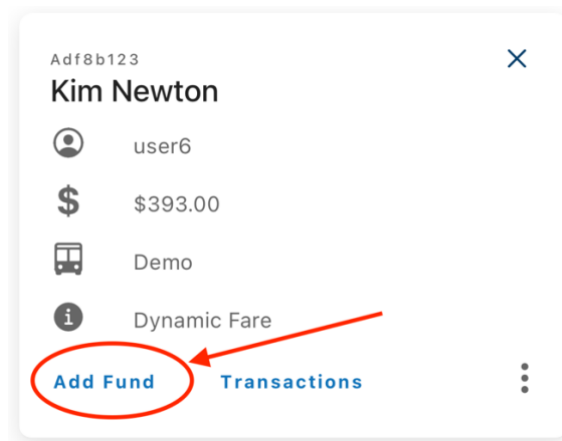 Adf8b123
Kim Newton
user6
$ $393.00
Demo
i Dynamic Fare
Add Fund Transactions